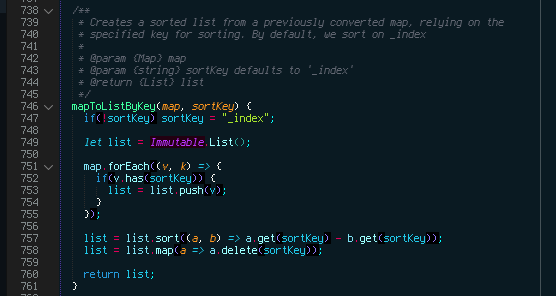 738 /**
739 * Creates a sorted list from a previously converted map, relying on the
740 * specified key for sorting. By default, we sort on _index
741 *
742 * @param {Map} map
743 * @param {string} sortKey defaults to '_index'
744 * @return {List} list
745 */
746 mapToListByKey(map, sortKey) {
747 if(!sortKey) sortKey = "_index";
748
749 let list = Immutable.List();
750
751 map.forEach((v, k) => {
752 if(v.has(sortKey)) {
753 list = list.push(v);
754 }
755 });
756
757 list = list.sort((a, b) => a.get(sortKey) - b.get(sortKey));
758 list = list.map(a => a.delete(sortKey));
759
760 return list;
761 }